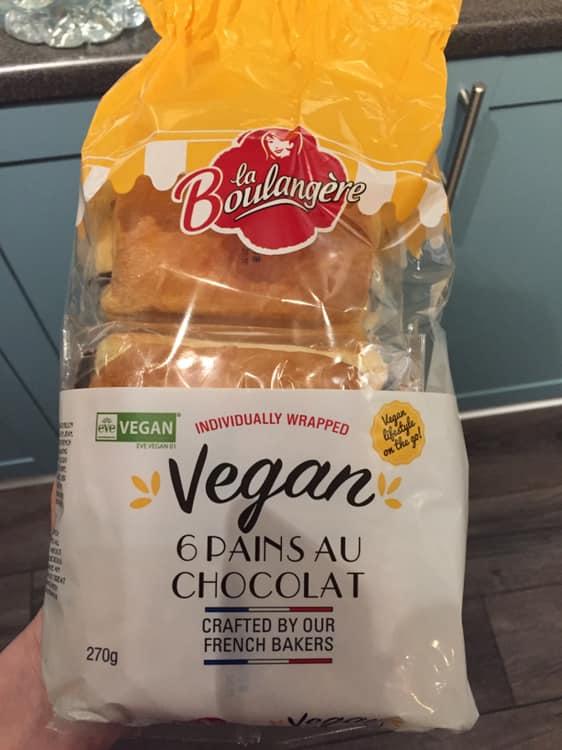 la
Boulangère
eve VEGAN
EVE VEGAN 01
INDIVIDUALLY WRAPPED
Vegan
lifestyle
on the go!
Vegan
6 PAINS AU
CHOCOLAT
CRAFTED BY OUR
FRENCH BAKERS
270g
Vegan